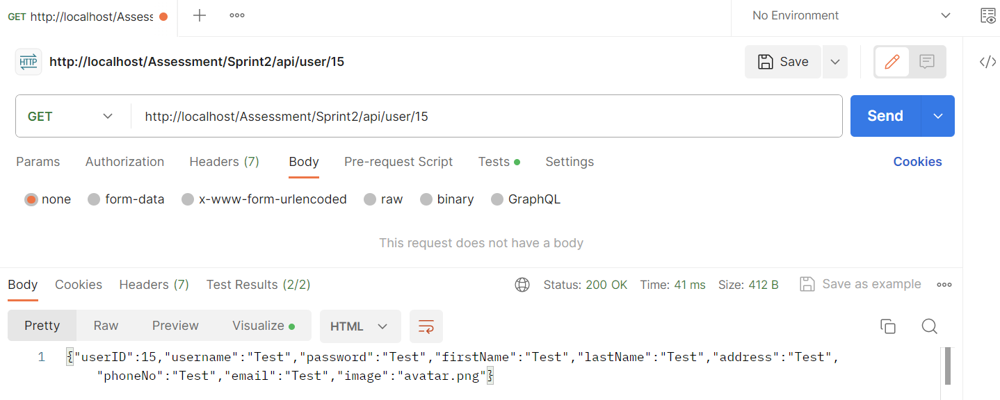 GET http://localhost/Assess
No Environment
HTTP http://localhost/Assessment/Sprint2/api/user/15
Save
GET http://localhost/Assessment/Sprint2/api/user/15
Send
Params Authorization Headers (7) Body Pre-request Script Tests Settings Cookies
none form-data x-www-form-urlencoded raw binary GraphQL
This request does not have a body
Body Cookies Headers (7) Test Results (2/2) Status: 200 OK Time: 41 ms Size: 412 B Save as example
Pretty Raw Preview Visualize HTML
1 {"userID":15,"username":"Test","password":"Test","firstName":"Test","lastName":"Test","address":"Test",
"phoneNo":"Test","email":"Test","image":"avatar.png"}